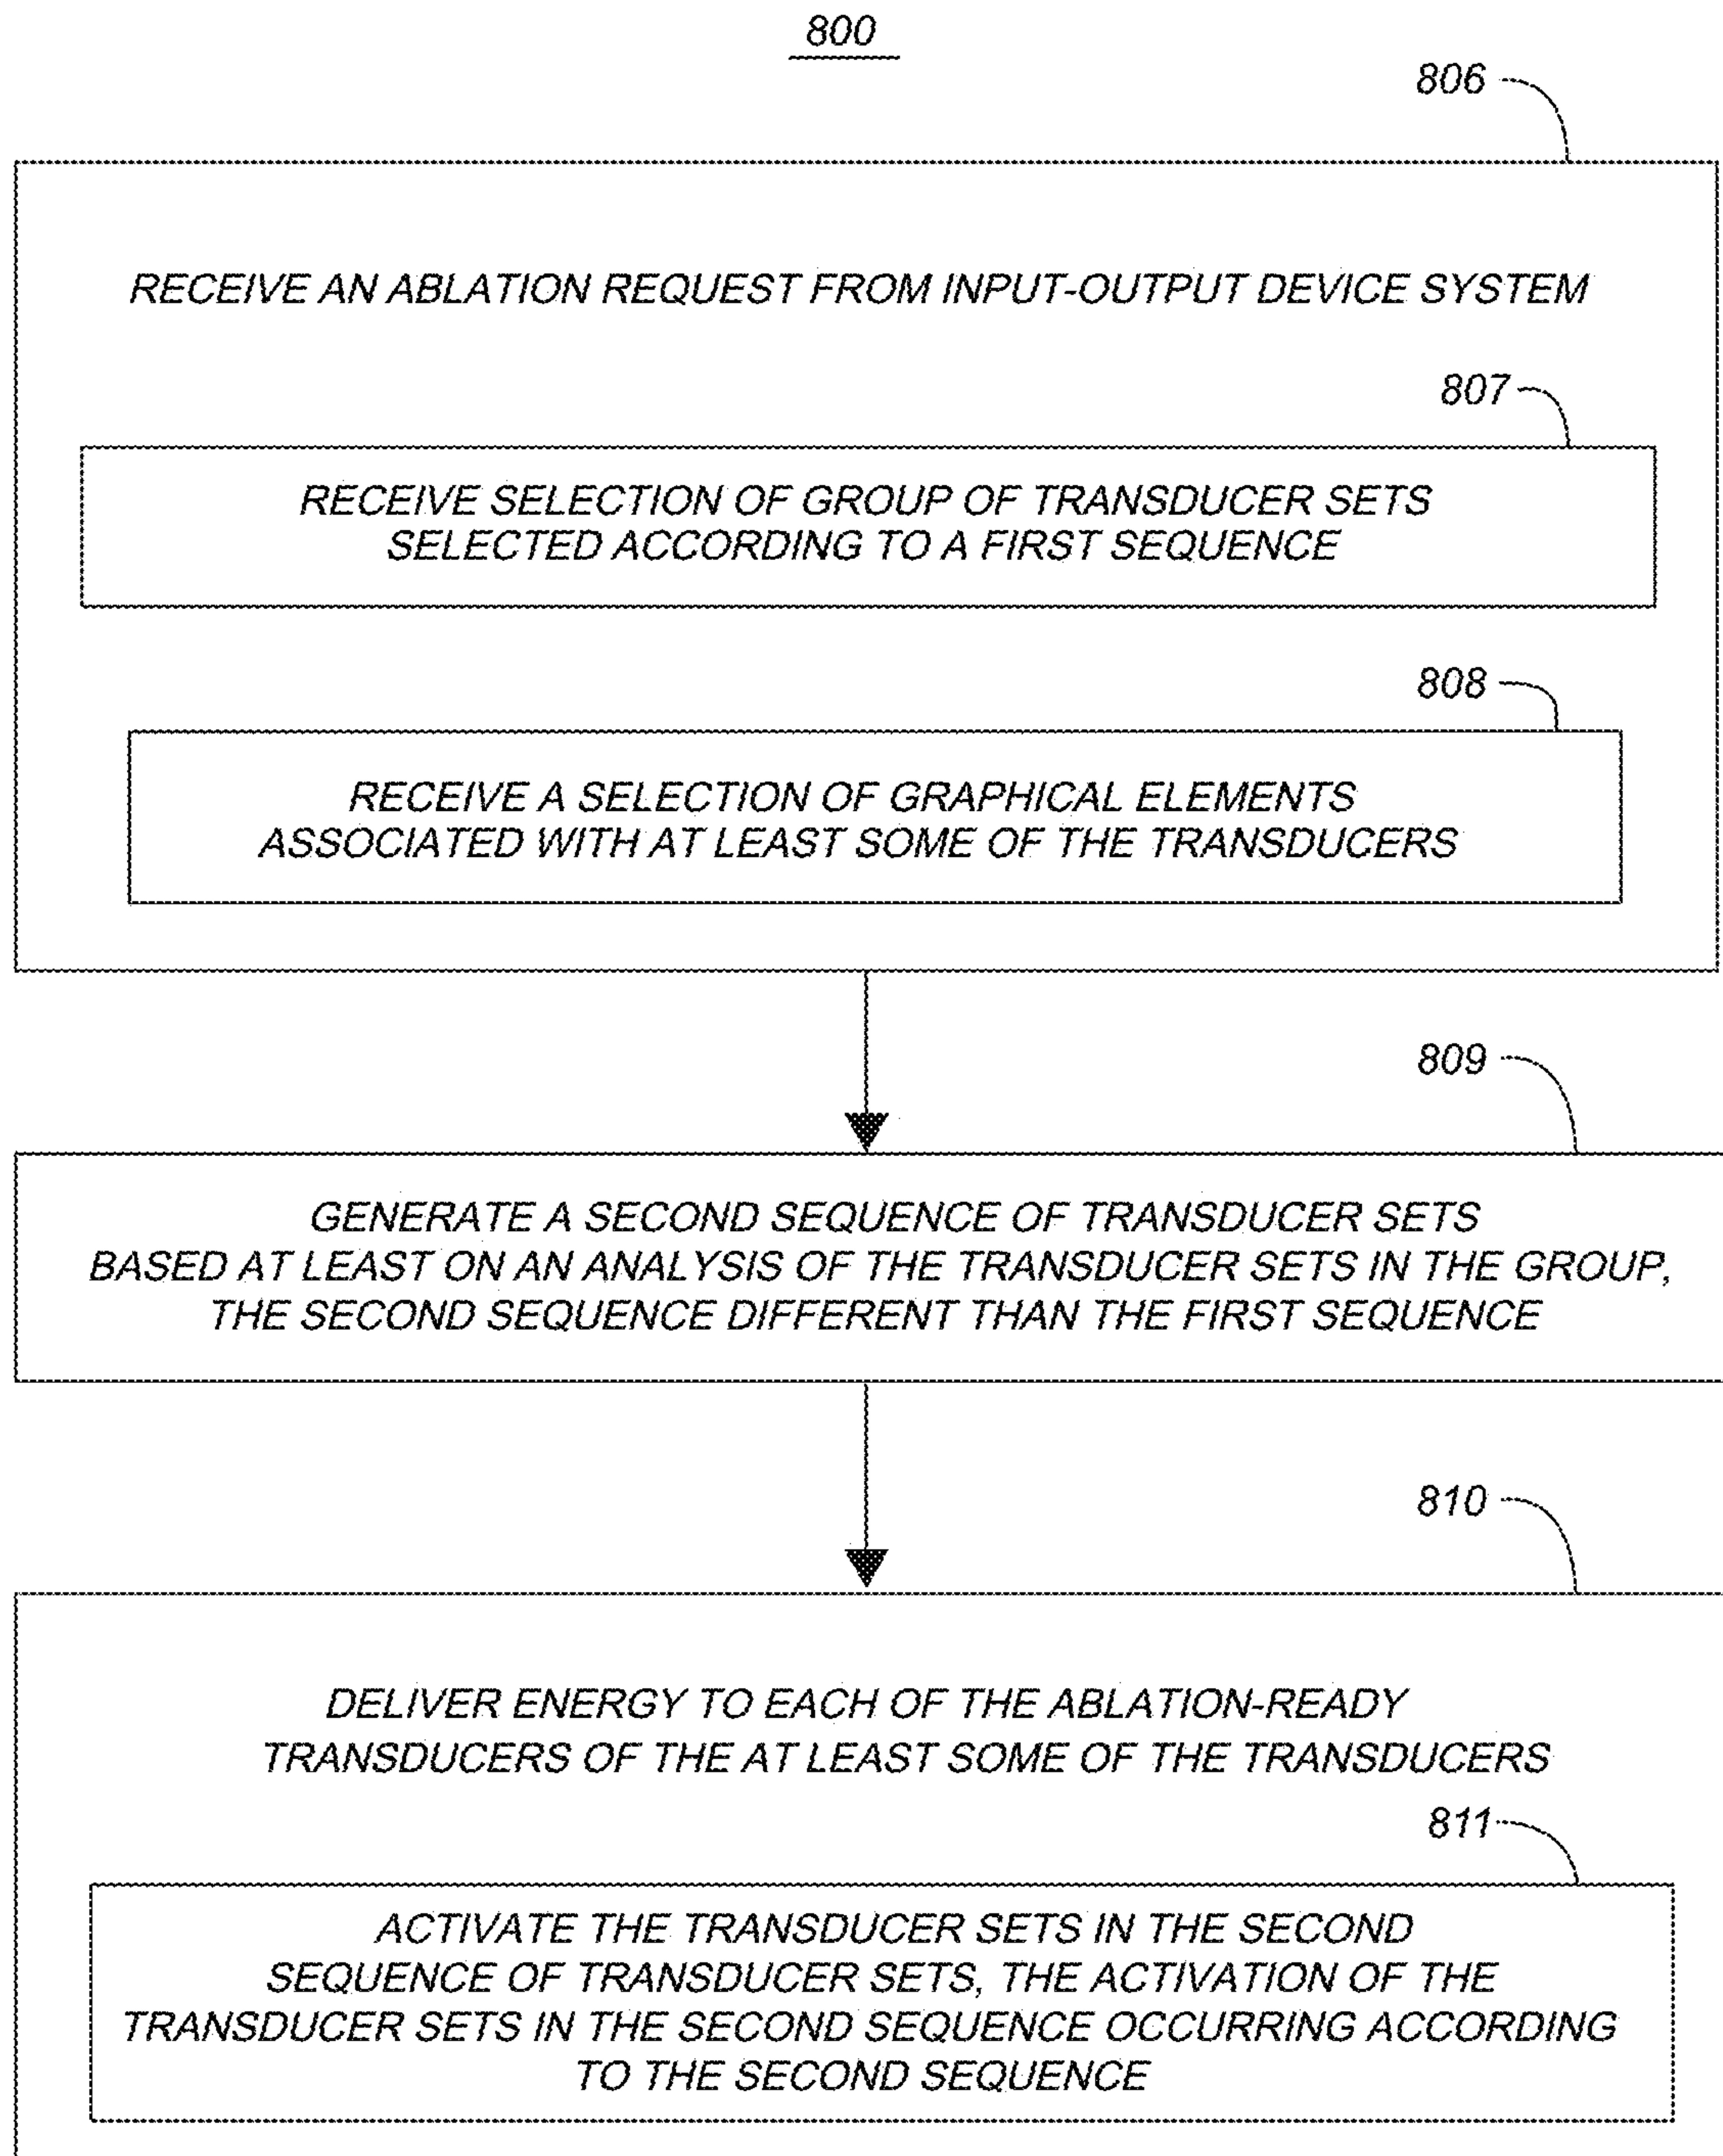 800
806
RECEIVE AN ABLATION REQUEST FROM INPUT-OUTPUT DEVICE SYSTEM
807
RECEIVE SELECTION OF GROUP OF TRANSDUCER SETS
SELECTED ACCORDING TO A FIRST SEQUENCE
808
RECEIVE A SELECTION OF GRAPHICAL ELEMENTS
ASSOCIATED WITH AT LEAST SOME OF THE TRANSDUCERS
809
GENERATE A SECOND SEQUENCE OF TRANSDUCER SETS
BASED AT LEAST ON AN ANALYSIS OF THE TRANSDUCER SETS IN THE GROUP,
THE SECOND SEQUENCE DIFFERENT THAN THE FIRST SEQUENCE
810
DELIVER ENERGY TO EACH OF THE ABLATION-READY
TRANSDUCERS OF THE AT LEAST SOME OF THE TRANSDUCERS
811
ACTIVATE THE TRANSDUCER SETS IN THE SECOND
SEQUENCE OF TRANSDUCER SETS, THE ACTIVATION OF THE
TRANSDUCER SETS IN THE SECOND SEQUENCE OCCURRING ACCORDING
TO THE SECOND SEQUENCE